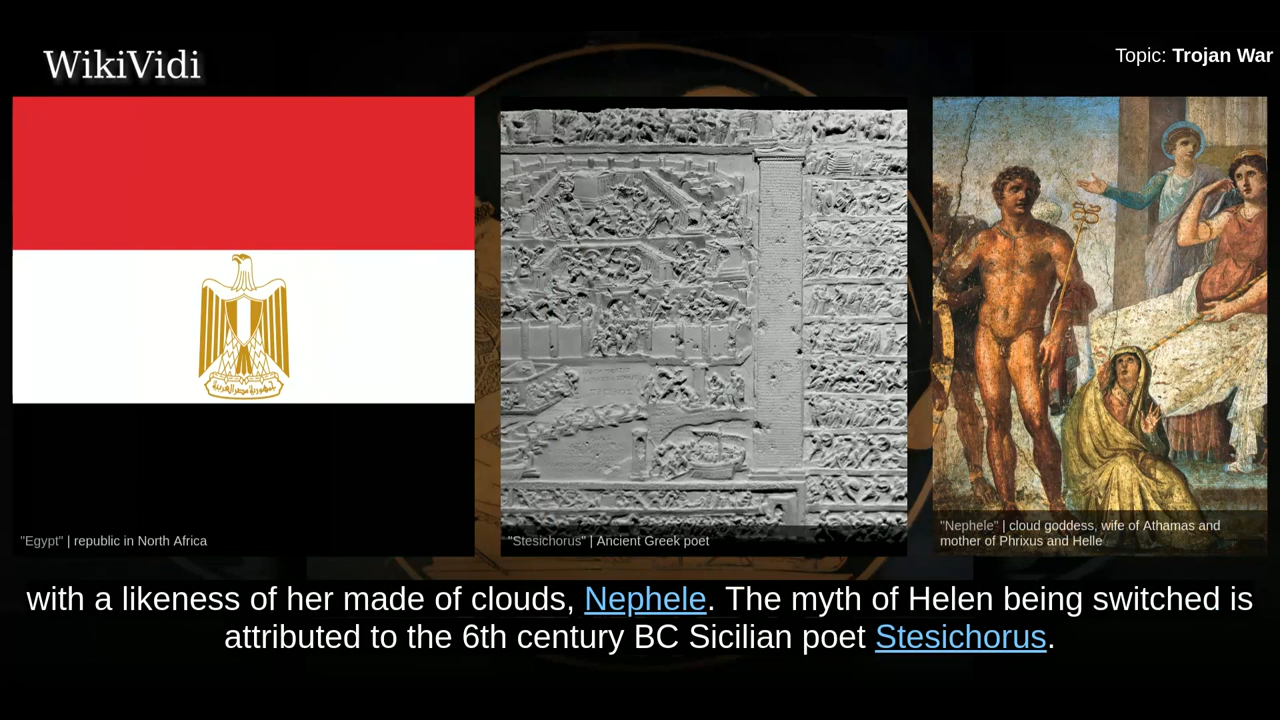 WikiVidi
Topic: Trojan War
"Egypt" | republic in North Africa
"Stesichorus" | Ancient Greek poet
"Nephele" | cloud goddess, wife of Athamas and
mother of Phrixus and Helle
with a likeness of her made of clouds, Nephele. The myth of Helen being switched is
attributed to the 6th century BC Sicilian poet Stesichorus.